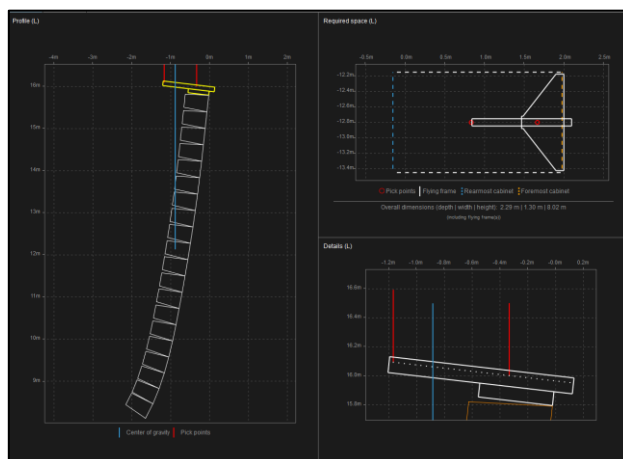 Profile (L)
-4m -3m -2m -1m 0m 1m 2m
16m
15m
14m
13m
12m
11m
10m
9m
Center of gravity Pick points
Required space (L)
-0.5m 0.0m 0.5m 1.0m 1.5m 2.0m 2.5m
-12.2m
-12.4m
-12.6m
-12.8m
-13.0m
-13.2m
-13.4m
Pick points Flying frame Rearmost cabinet Foremost cabinet
Overall dimensions (depth | width | height): 2.29 m | 1.30 m | 8.02 m
(including flying frame(s))
Details (L)
-1.2m -1.0m -0.8m -0.6m -0.4m -0.2m -0.0m 0.2m
16.6m
16.4m
16.2m
16.0m
15.8m